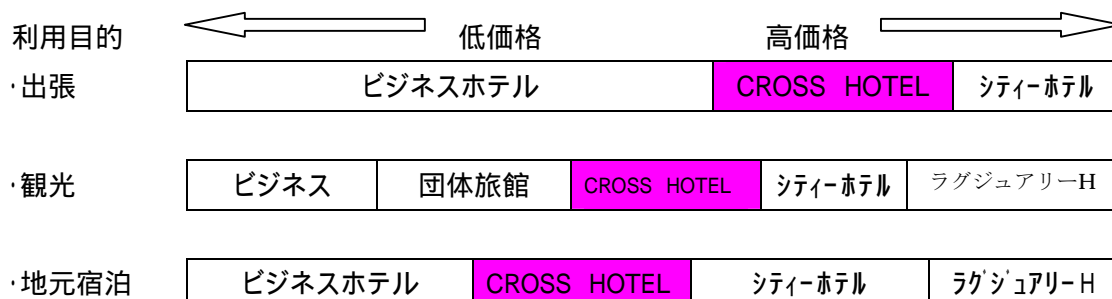 利用目的 低価格 高価格
·出張 ビジネスホテル CROSS HOTEL ｼﾃｨｰホﾃﾙ
·観光 ビジネス 団体旅館 CROSS HOTEL ｼﾃｨｰホﾃﾙ ラグジュアリーH
·地元宿泊 ビジネスホテル CROSS HOTEL ｼﾃｨｰホﾃﾙ ﾗｸﾞｼﾞｭｱﾘｰH